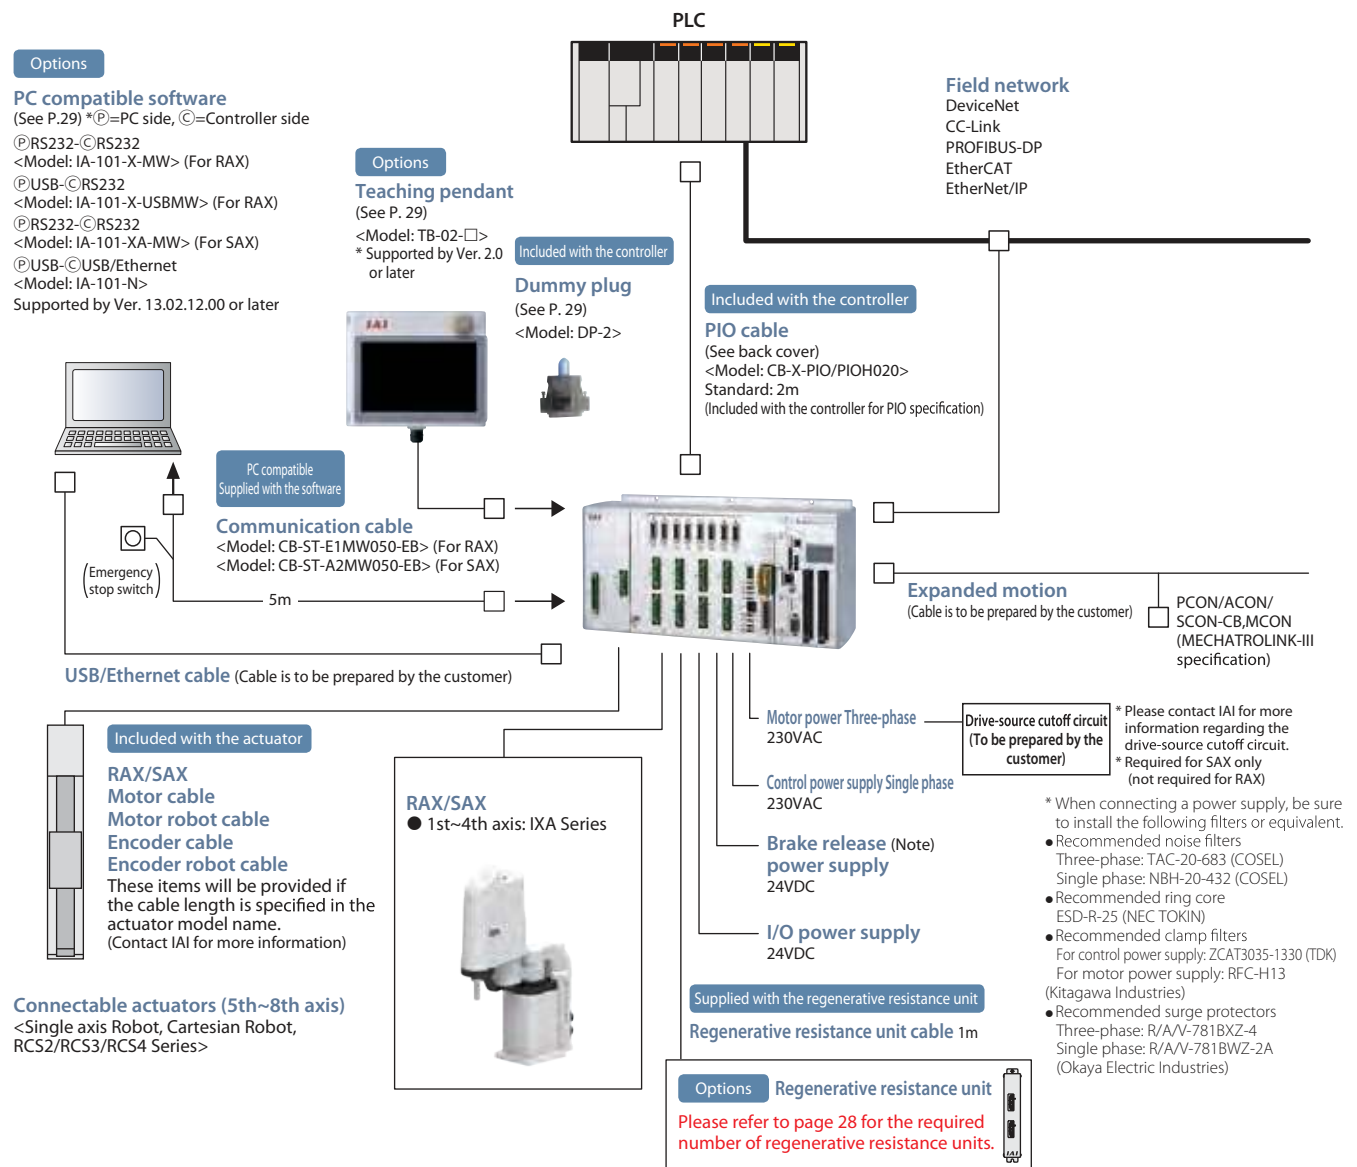 PLC
Options
PC compatible software
(See P.29) *Ⓟ=PC side, Ⓒ=Controller side
ⓅRS232-ⒸRS232
<Model: IA-101-X-MW> (For RAX)
ⓅUSB-ⒸRS232
<Model: IA-101-X-USBMW> (For RAX)
ⓅRS232-ⒸRS232
<Model: IA-101-XA-MW> (For SAX)
ⓅUSB-ⒸUSB/Ethernet
<Model: IA-101-N>
Supported by Ver. 13.02.12.00 or later
Options
Teaching pendant
(See P. 29)
<Model: TB-02-□>
* Supported by Ver. 2.0
or later
IAI
Included with the controller
Dummy plug
(See P. 29)
<Model: DP-2>
Field network
DeviceNet
CC-Link
PROFIBUS-DP
EtherCAT
EtherNet/IP
Included with the controller
PIO cable
(See back cover)
<Model: CB-X-PIO/PIOH020>
Standard: 2m
(Included with the controller for PIO specification)
PC compatible
Supplied with the software
Communication cable
<Model: CB-ST-E1MW050-EB> (For RAX)
<Model: CB-ST-A2MW050-EB> (For SAX)
(Emergency
stop switch)
5m
IAI
Expanded motion
(Cable is to be prepared by the customer)
PCON/ACON/
SCON-CB,MCON
(MECHATROLINK-III
specification)
USB/Ethernet cable (Cable is to be prepared by the customer)
Included with the actuator
RAX/SAX
Motor cable
Motor robot cable
Encoder cable
Encoder robot cable
These items will be provided if
the cable length is specified in the
actuator model name.
(Contact IAI for more information)
Connectable actuators (5th~8th axis)
<Single axis Robot, Cartesian Robot,
RCS2/RCS3/RCS4 Series>
RAX/SAX
● 1st~4th axis: IXA Series
Motor power Three-phase
230VAC
Control power supply Single phase
230VAC
Brake release (Note)
power supply
24VDC
I/O power supply
24VDC
Drive-source cutoff circuit
(To be prepared by the
customer)
* Please contact IAI for more
information regarding the
drive-source cutoff circuit.
* Required for SAX only
(not required for RAX)
* When connecting a power supply, be sure
to install the following filters or equivalent.
● Recommended noise filters
Three-phase: TAC-20-683 (COSEL)
Single phase: NBH-20-432 (COSEL)
● Recommended ring core
ESD-R-25 (NEC TOKIN)
● Recommended clamp filters
For control power supply: ZCAT3035-1330 (TDK)
For motor power supply: RFC-H13
(Kitagawa Industries)
● Recommended surge protectors
Three-phase: R/A/V-781BXZ-4
Single phase: R/A/V-781BWZ-2A
(Okaya Electric Industries)
Supplied with the regenerative resistance unit
Regenerative resistance unit cable 1m
Options
Regenerative resistance unit
Please refer to page 28 for the required
number of regenerative resistance units.
IAI